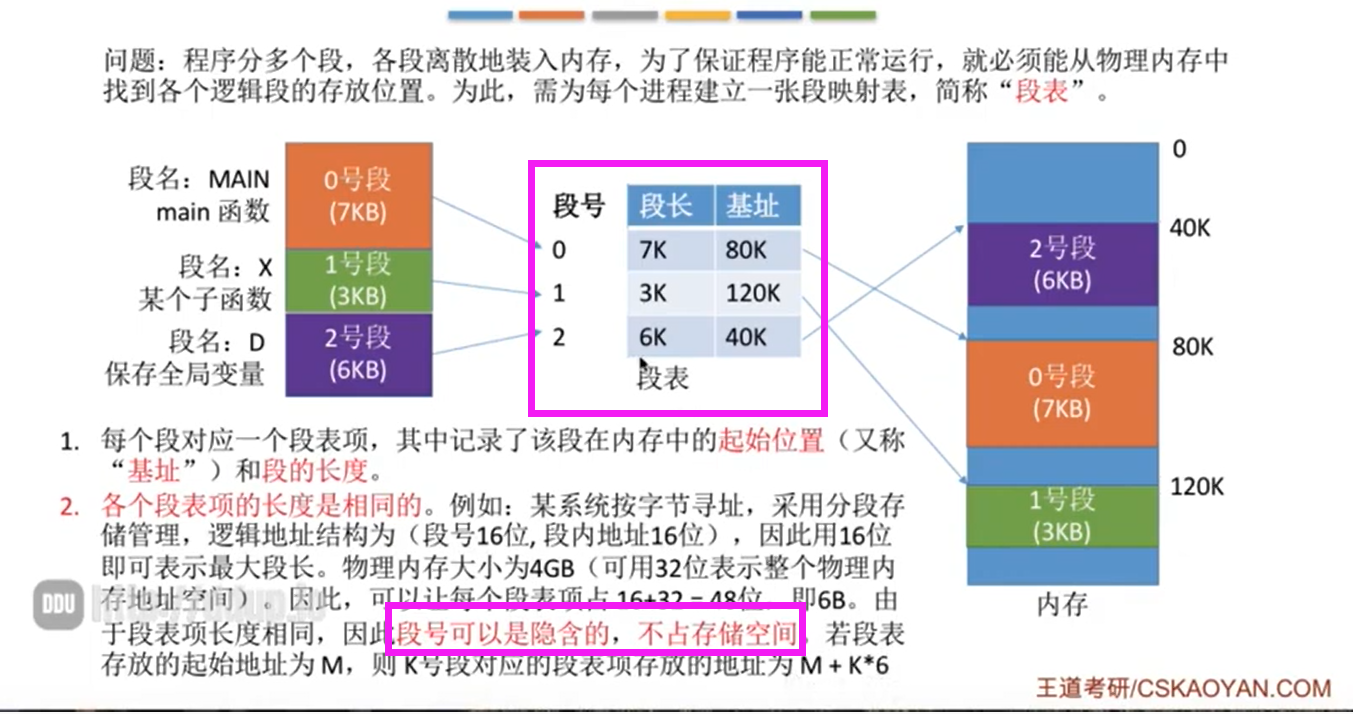 问题：程序分多个段，各段离散地装入内存，为了保证程序能正常运行，就必须能从物理内存中
找到各个逻辑段的存放位置。为此，需为每个进程建立一张段映射表，简称“段表”。
段名：MAIN
main 函数
0号段
(7KB)
段名：X
某个子函数
1号段
(3KB)
段名：D
保存全局变量
2号段
(6KB)
段号 段长 基址
0 7K 80K
1 3K 120K
2 6K 40K
段表
0
40K
2号段
(6KB)
80K
0号段
(7KB)
120K
1号段
(3KB)
内存
1. 每个段对应一个段表项，其中记录了该段在内存中的起始位置（又称
“基址”）和段的长度。
2. 各个段表项的长度是相同的。例如：某系统按字节寻址，采用分段存
储管理，逻辑地址结构为（段号16位, 段内地址16位），因此用16位
即可表示最大段长。物理内存大小为4GB（可用32位表示整个物理内
存地址空间）。因此，可以让每个段表项占 16+32 = 48位，即6B。由
于段表项长度相同，因此段号可以是隐含的，不占存储空间。若段表
存放的起始地址为 M，则 K号段对应的段表项存放的地址为 M + K*6
DDU
王道考研/CSKAOYAN.COM